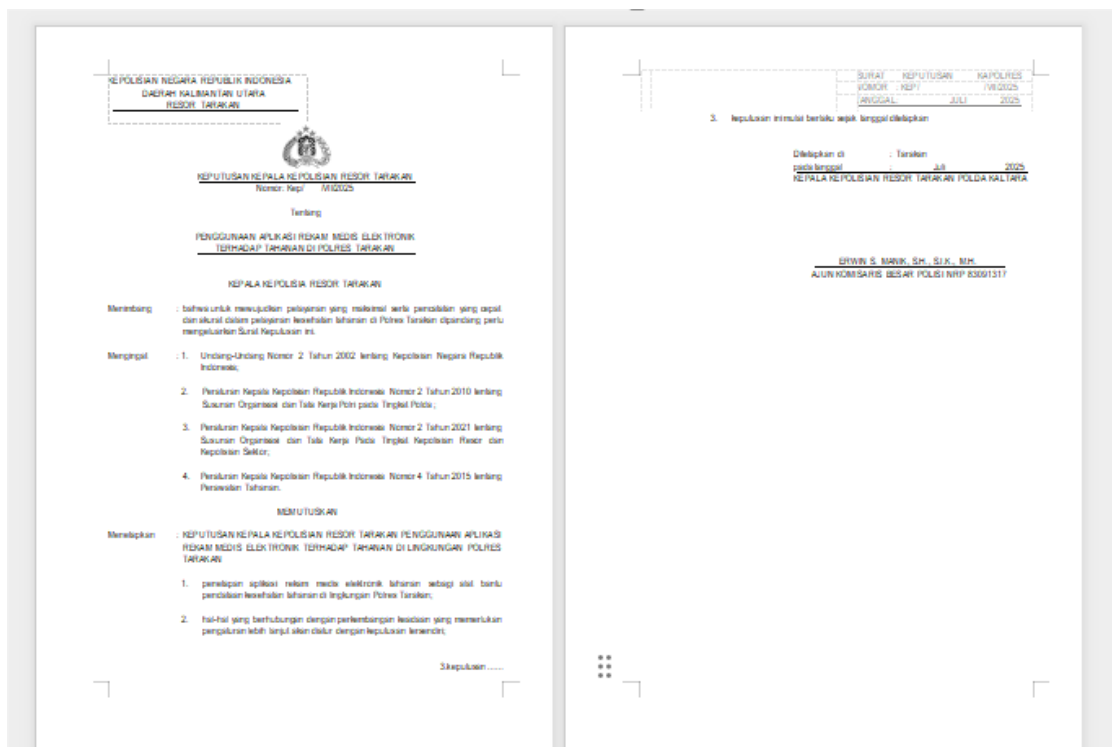 KEPOLISIAN NEGARA REPUBLIK INDONESIA
DAERAH KALIMANTAN UTARA
RESOR TARAKAN
KEPUTUSAN KEPALA KEPOLISIAN RESOR TARAKAN
Nomor: Kep/ /VII/2025
Tentang
PENGGUNAAN APLIKASI REKAM MEDIS ELEKTRONIK
TERHADAP TAHANAN DI POLRES TARAKAN
KEPALA KEPOLISIA RESOR TARAKAN
Menimbang : bahwa untuk mewujudkan pelayanan yang maksimal serta pencatatan yang cepat
dan akurat dalam pelayanan kesehatan tahanan di Polres Tarakan dipandang perlu
mengeluarkan Surat Keputusan ini.
Mengingat : 1. Undang-Undang Nomor 2 Tahun 2002 tentang Kepolisian Negara Republik
Indonesia;
2. Peraturan Kepala Kepolisian Republik Indonesia Nomor 2 Tahun 2010 tentang
Susunan Organisasi dan Tata Kerja Polri pada Tingkat Polda;
3. Peraturan Kepala Kepolisian Republik Indonesia Nomor 2 Tahun 2021 tentang
Susunan Organisasi dan Tata Kerja Pada Tingkat Kepolisian Resor dan
Kepolisian Sektor;
4. Peraturan Kepala Kepolisian Republik Indonesia Nomor 4 Tahun 2015 tentang
Perawatan Tahanan.
MEMUTUSKAN
Menetapkan : KEPUTUSAN KEPALA KEPOLISIAN RESOR TARAKAN PENGGUNAAN APLIKASI
REKAM MEDIS ELEKTRONIK TERHADAP TAHANAN DI LINGKUNGAN POLRES
TARAKAN
1. penetapan aplikasi rekam medis elektronik tahanan sebagi alat bantu
pendataan kesehatan tahanan di lingkungan Polres Tarakan;
2. hal-hal yang berhubungan dengan perkembangan keadaan yang memerlukan
pengaturan lebih lanjut akan diatur dengan keputusan tersendiri;
3.keputusan .......
SURAT KEPUTUSAN KAPOLRES
NOMOR : KEP/ /VII/2025
TANGGAL: JULI 2025
3. keputusan ini mulai berlaku sejak tanggal ditetapkan
Ditetapkan di : Tarakan
pada tanggal : Juli 2025
KEPALA KEPOLISIAN RESOR TARAKAN POLDA KALTARA
ERWIN S. MANIK, SH., S.I.K., MH.
AJUN KOMISARIS BESAR POLISI NRP 83091317